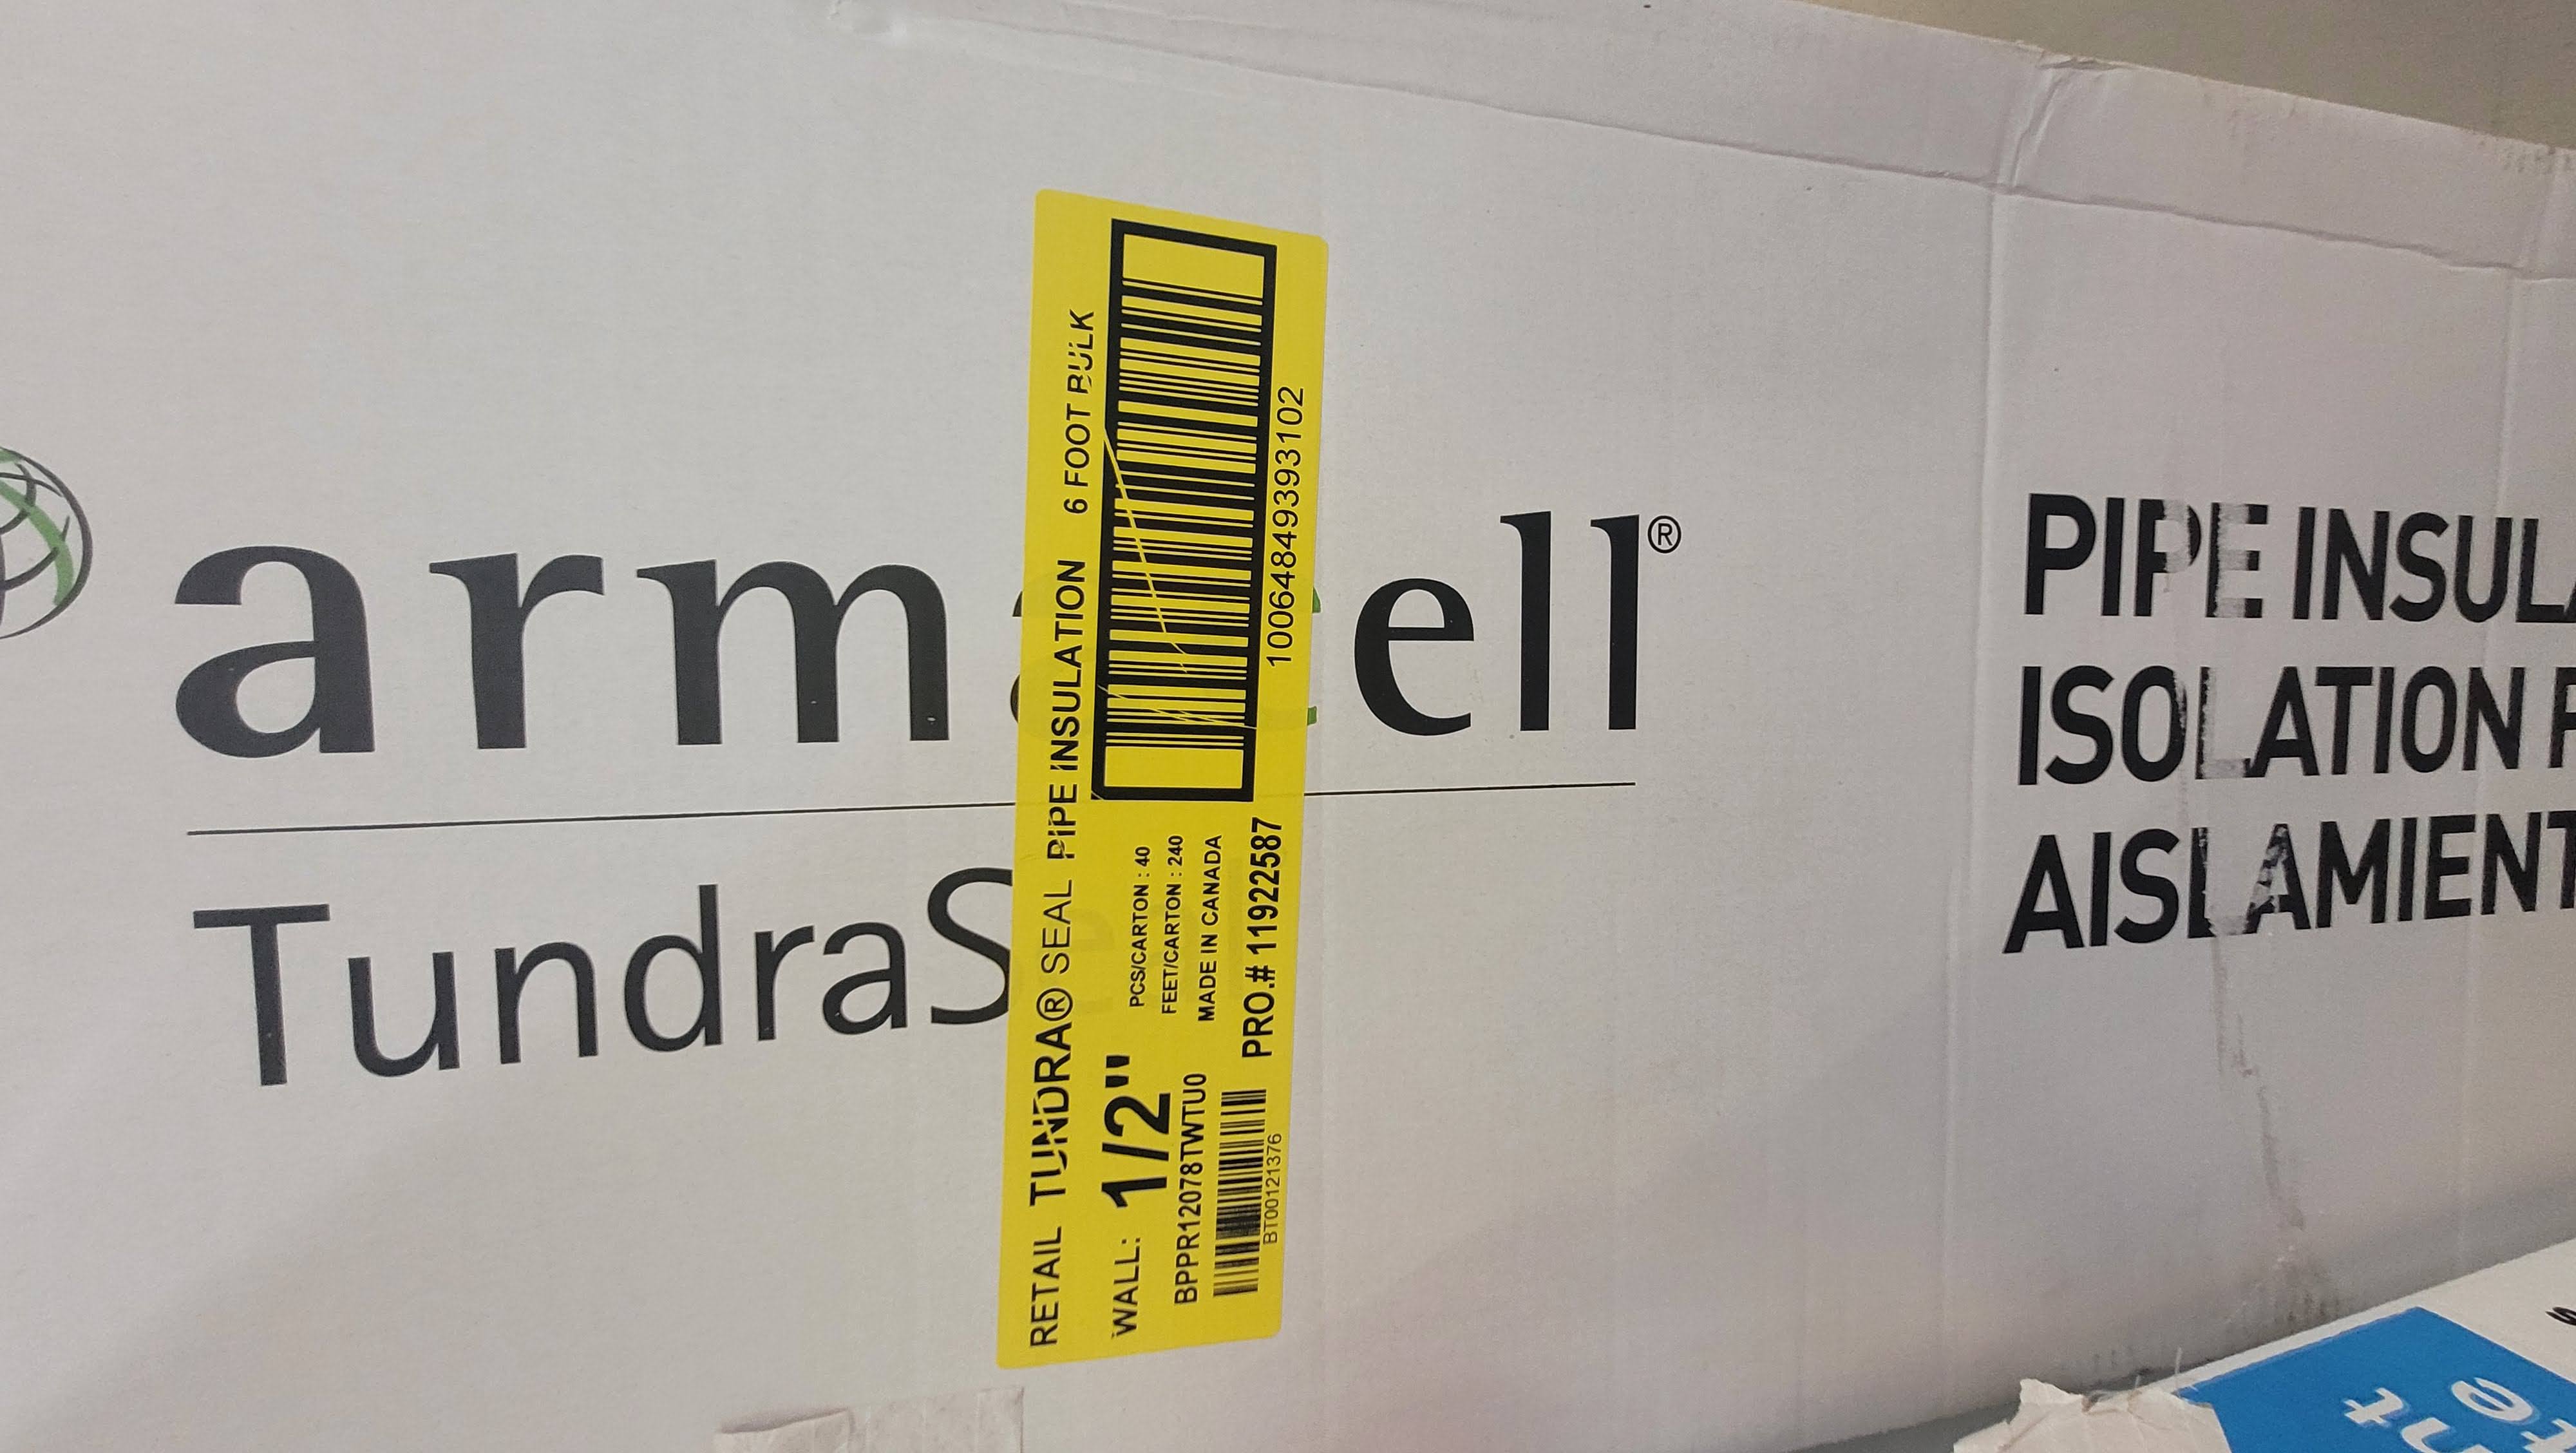 armacell®
TundraS
RETAIL TUNDRA® SEAL PIPE INSULATION 6 FOOT BULK
WALL: 1/2"
PCS/CARTON : 40
FEET/CARTON : 240
MADE IN CANADA
BPPR12078TWTU0
PRO.# 11922587
BT00121376
10064849393102
PIPE INSULA
ISOLATION P
AISLAMIENT